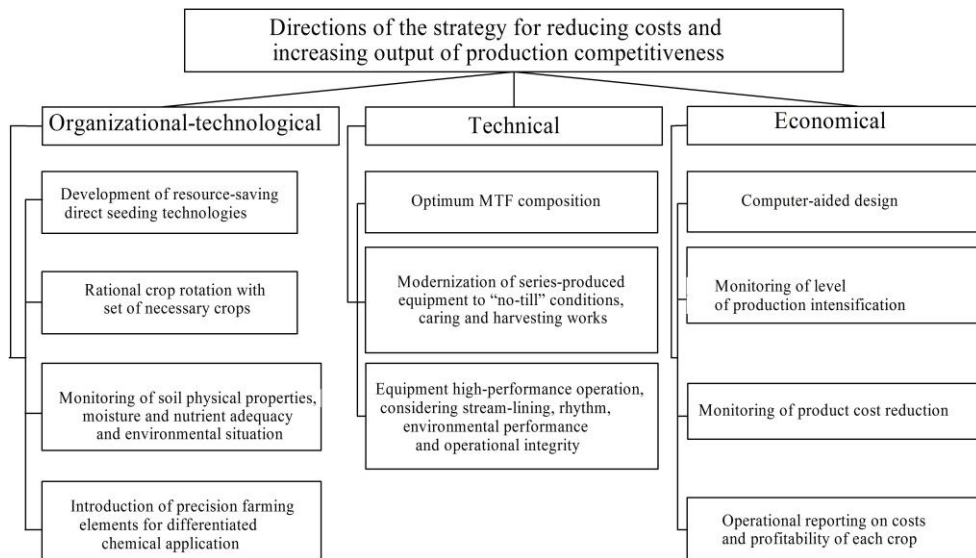 Directions of the strategy for reducing costs and
increasing output of production competitiveness
Organizational-technological
Development of resource-saving
direct seeding technologies
Rational crop rotation with
set of necessary crops
Monitoring of soil physical properties,
moisture and nutrient adequacy
and environmental situation
Introduction of precision farming
elements for differentiated
chemical application
Technical
Optimum MTF composition
Modernization of series-produced
equipment to “no-till” conditions,
caring and harvesting works
Equipment high-performance operation,
considering stream-lining, rhythm,
environmental performance
and operational integrity
Economical
Computer-aided design
Monitoring of level
of production intensification
Monitoring of product cost reduction
Operational reporting on costs
and profitability of each crop